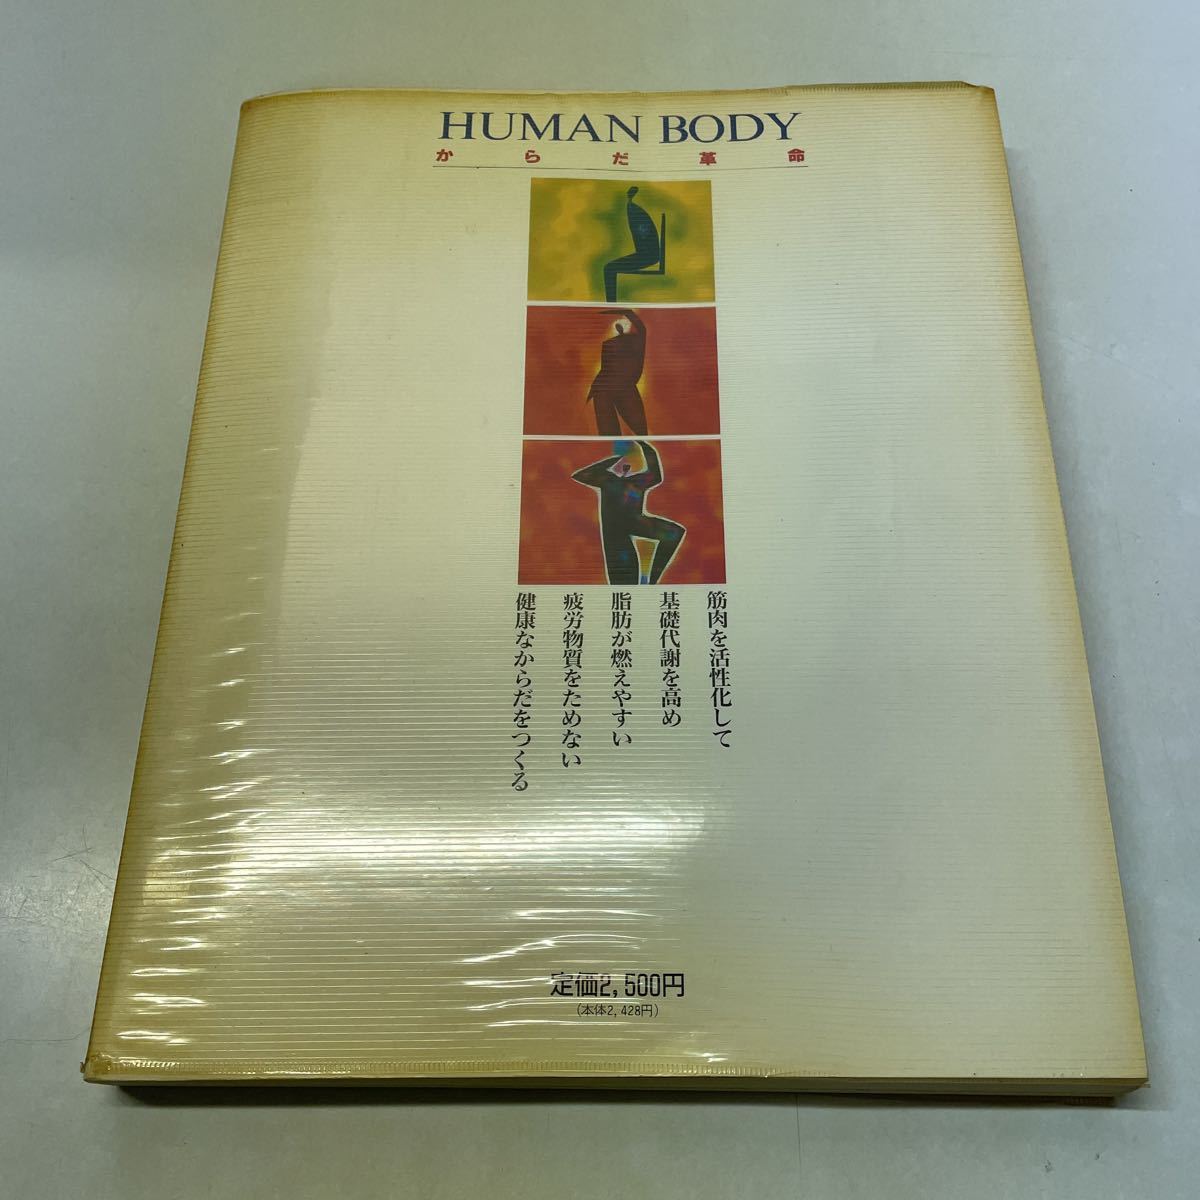 HUMAN BODY
からだ革命
筋肉を活性化して
基礎代謝を高め
脂肪が燃えやすい
疲労物質をためない
健康なからだをつくる
定価2,500円
(本体2,428円)